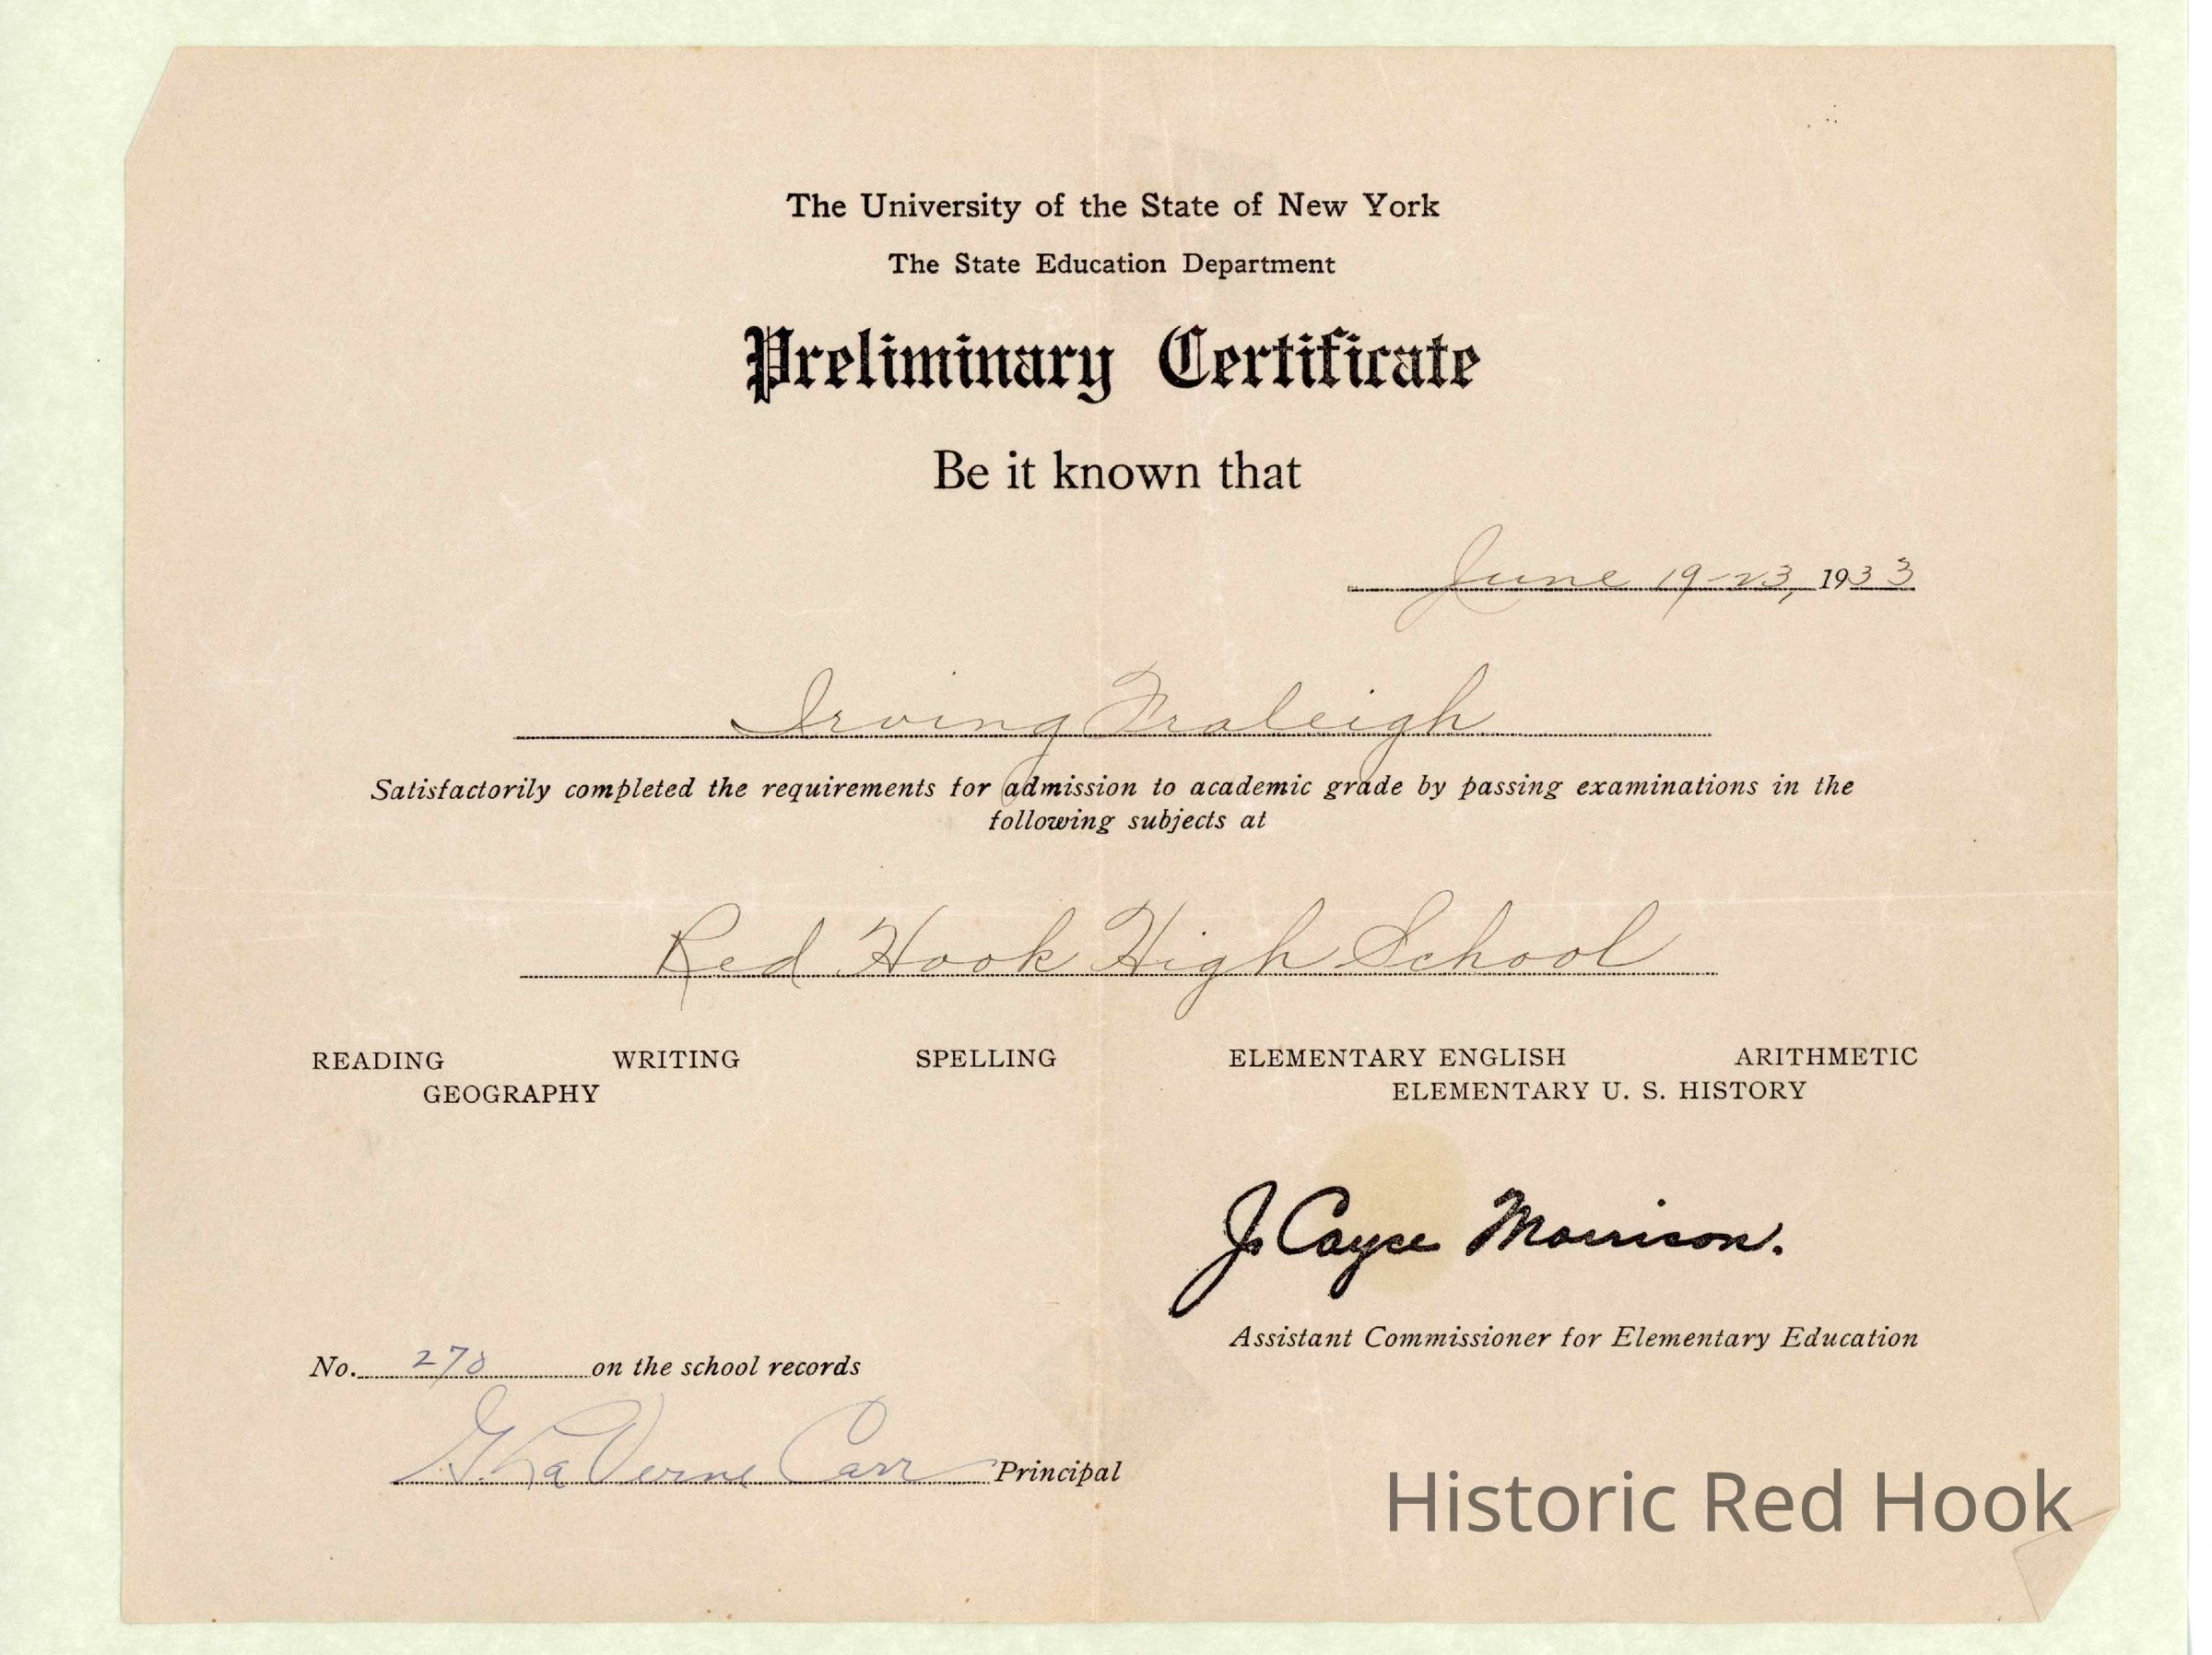 The University of the State of New York
The State Education Department
Preliminary Certificate
Be it known that
June 19-23, 1933
Irving Fraleigh
Satisfactorily completed the requirements for admission to academic grade by passing examinations in the
following subjects at
Red Hook High School
READING WRITING SPELLING ELEMENTARY ENGLISH ARITHMETIC
GEOGRAPHY ELEMENTARY U. S. HISTORY
J Cayce Morrison.
Assistant Commissioner for Elementary Education
No. 270 on the school records
G. La Verne Carr Principal
Historic Red Hook